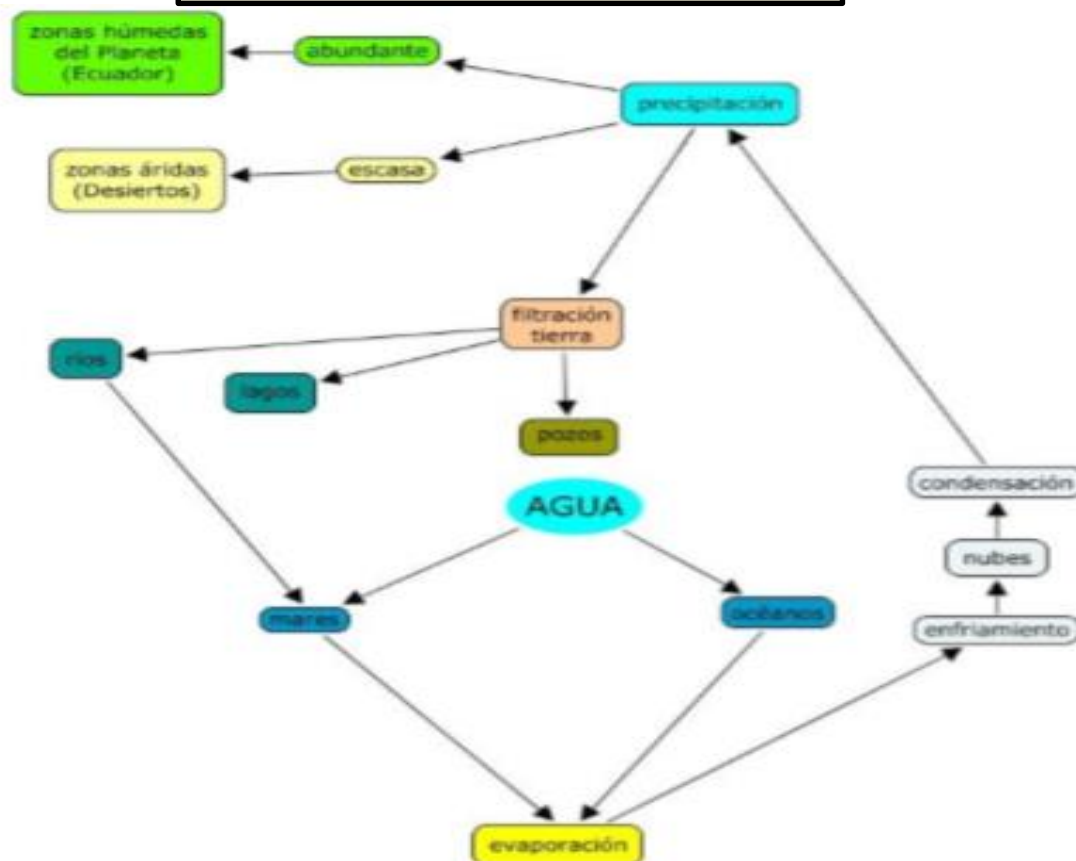 zonas húmedas
del Planeta
(Ecuador)
abundante
precipitación
zonas áridas
(Desiertos)
escasa
filtración
tierra
ríos
lagos
pozos
AGUA
condensación
nubes
mares
océanos
enfriamiento
evaporación